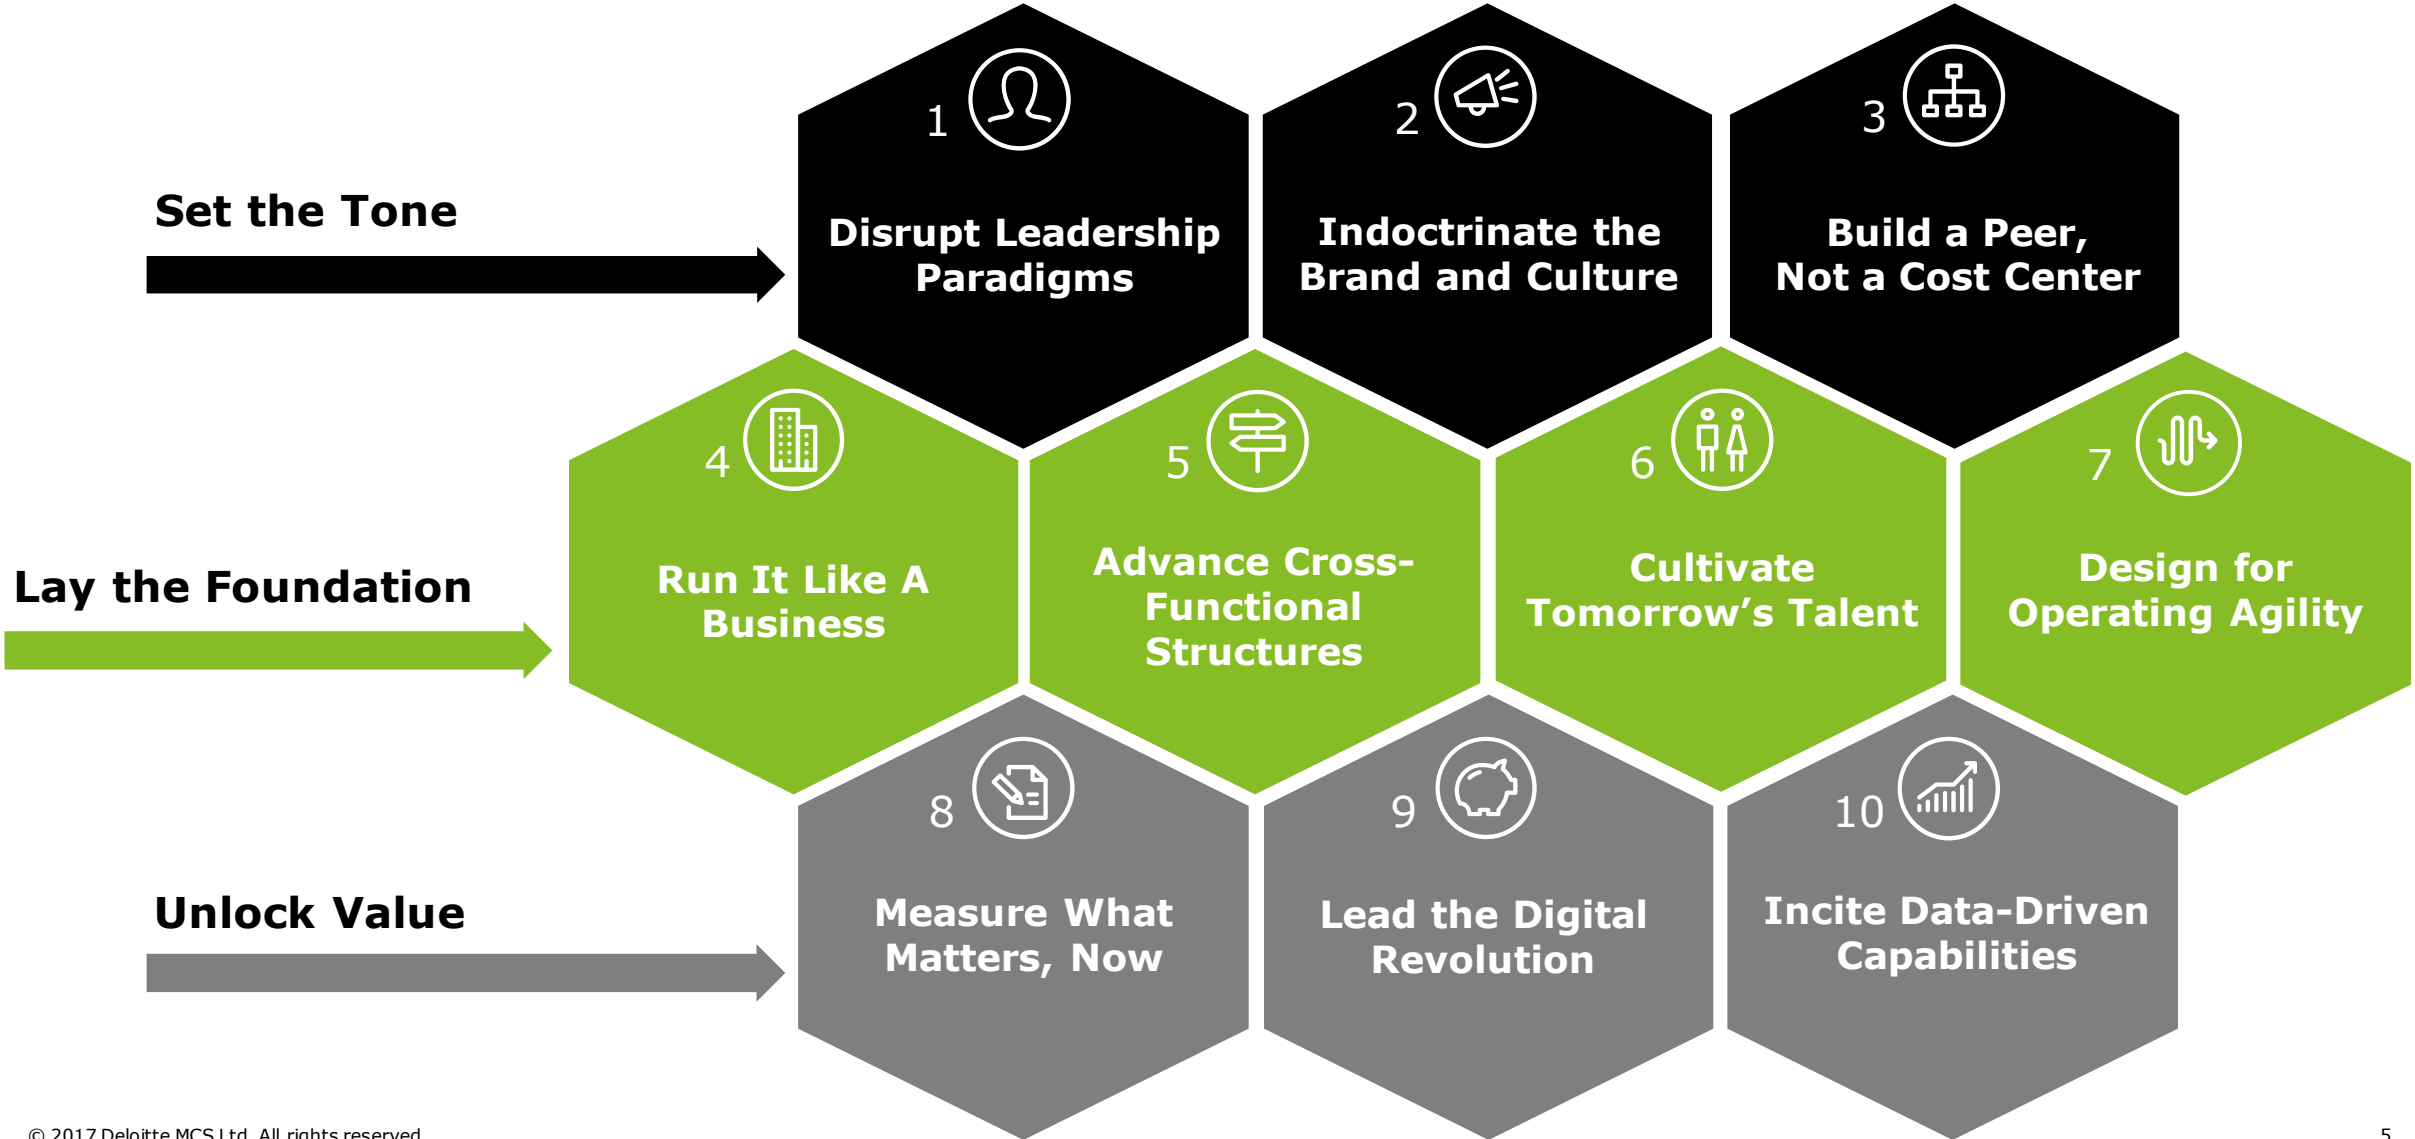 Set the Tone
1
Disrupt Leadership
Paradigms
2
Indoctrinate the
Brand and Culture
3
Build a Peer,
Not a Cost Center
Lay the Foundation
4
Run It Like A
Business
5
Advance Cross-
Functional
Structures
6
Cultivate
Tomorrow’s Talent
7
Design for
Operating Agility
Unlock Value
8
Measure What
Matters, Now
9
Lead the Digital
Revolution
10
Incite Data-Driven
Capabilities
© 2017 Deloitte MCS Ltd. All rights reserved
5